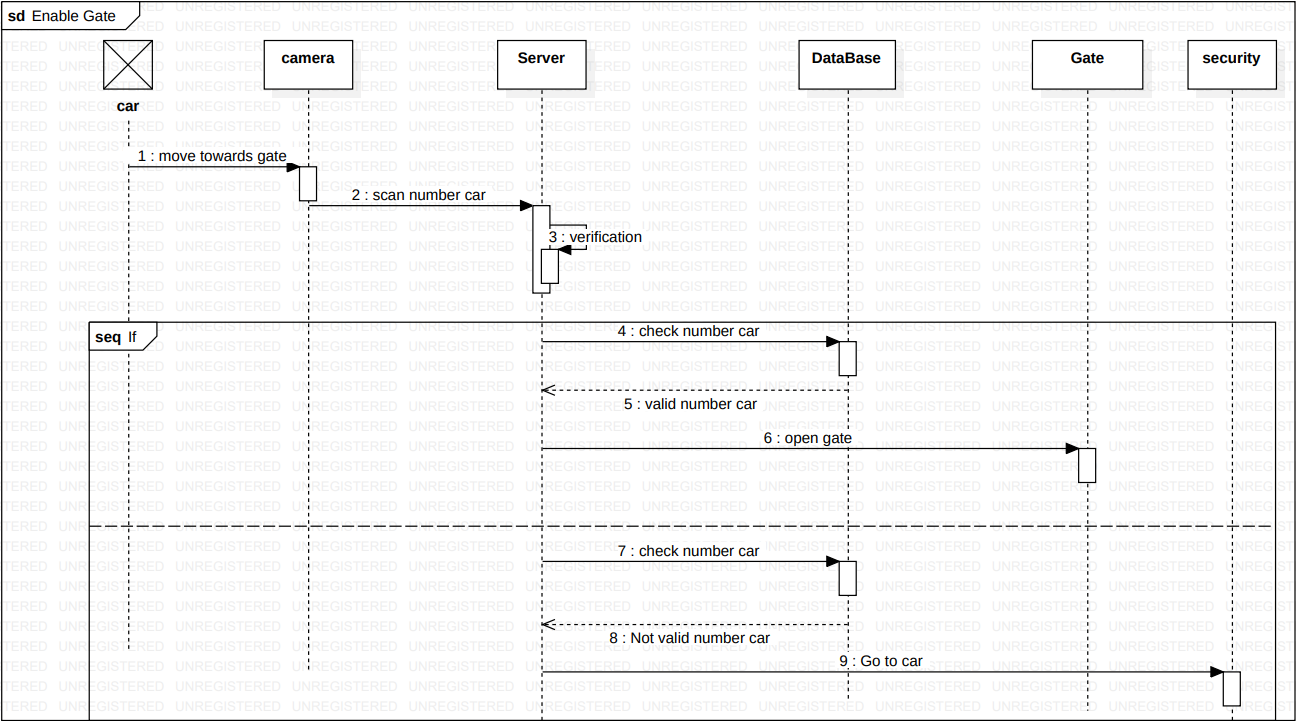 sd Enable Gate
camera
Server
DataBase
Gate
security
car
1 : move towards gate
2 : scan number car
3 : verification
seq If
4 : check number car
5 : valid number car
6 : open gate
7 : check number car
8 : Not valid number car
9 : Go to car
UNREGISTERED